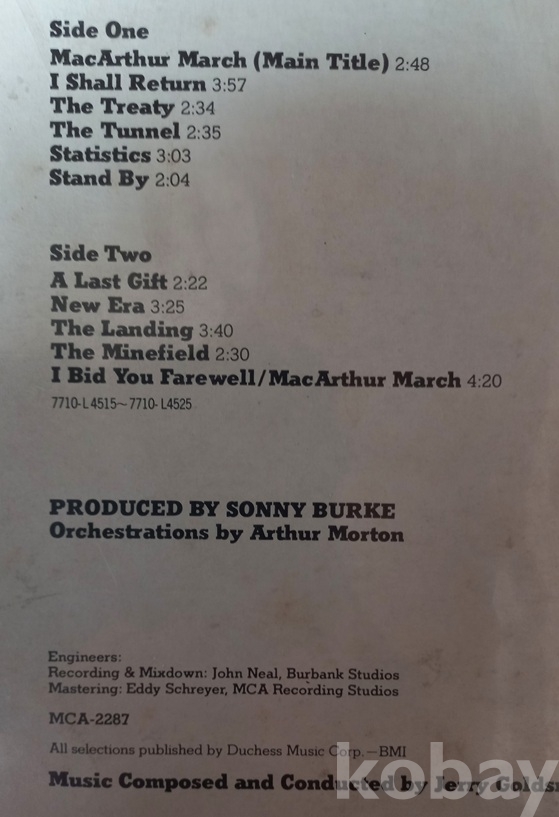 Side One
MacArthur March (Main Title) 2:48
I Shall Return 3:57
The Treaty 2:34
The Tunnel 2:35
Statistics 3:03
Stand By 2:04
Side Two
A Last Gift 2:22
New Era 3:25
The Landing 3:40
The Minefield 2:30
I Bid You Farewell/MacArthur March 4:20
7710-L4515~7710-L4525
PRODUCED BY SONNY BURKE
Orchestrations by Arthur Morton
Engineers:
Recording & Mixdown: John Neal, Burbank Studios
Mastering: Eddy Schreyer, MCA Recording Studios
MCA-2287
All selections published by Duchess Music Corp.—BMI
Music Composed and Conducted by Jerry Golds
kobay